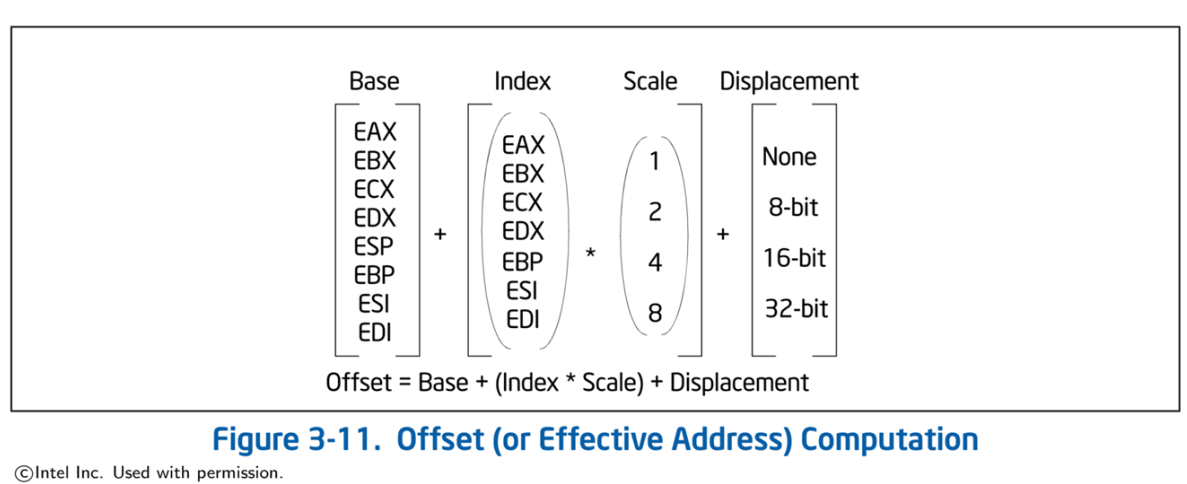 Base Index Scale Displacement
EAX
EBX
ECX
EDX
ESP
EBP
ESI
EDI
+
EAX
EBX
ECX
EDX
EBP
ESI
EDI
*
1
2
4
8
+
None
8-bit
16-bit
32-bit
Offset = Base + (Index * Scale) + Displacement
Figure 3-11. Offset (or Effective Address) Computation
©Intel Inc. Used with permission.